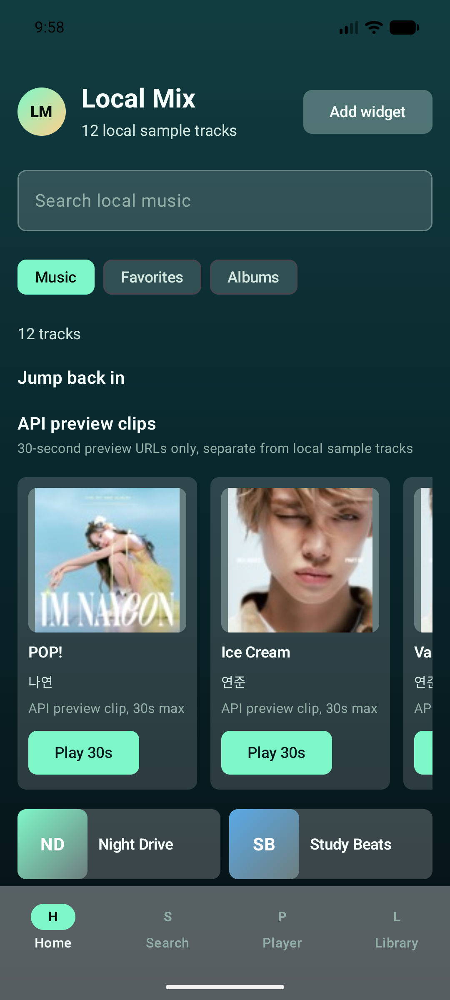 9:58
LM
Local Mix
12 local sample tracks
Add widget
Search local music
Music
Favorites
Albums
12 tracks
Jump back in
API preview clips
30-second preview URLs only, separate from local sample tracks
IM NAYEON
POP!
나연
API preview clip, 30s max
Play 30s
Ice Cream
연준
API preview clip, 30s max
Play 30s
Va
연준
AP
ND
Night Drive
SB
Study Beats
H
Home
S
Search
P
Player
L
Library